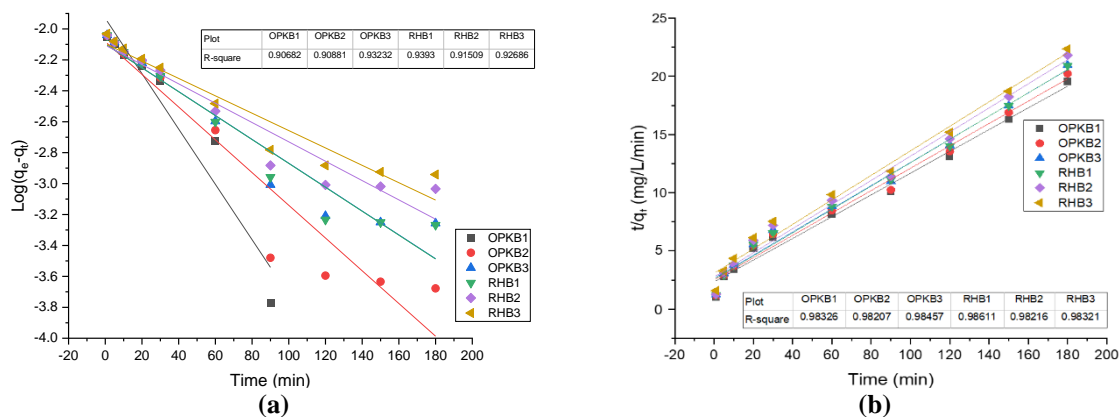 -2.0
-2.2
-2.4
-2.6
-2.8
-3.0
-3.2
-3.4
-3.6
-3.8
-4.0
Log(qe-qt)
Plot OPKB1 OPKB2 OPKB3 RHB1 RHB2 RHB3
R-square 0.90682 0.90881 0.93232 0.9393 0.91509 0.92686
OPKB1
OPKB2
OPKB3
RHB1
RHB2
RHB3
-20 0 20 40 60 80 100 120 140 160 180 200
Time (min)
(a)
25
20
15
10
5
0
t/qt (mg/L/min)
OPKB1
OPKB2
OPKB3
RHB1
RHB2
RHB3
Plot OPKB1 OPKB2 OPKB3 RHB1 RHB2 RHB3
R-square 0.98326 0.98207 0.98457 0.98611 0.98216 0.98321
-20 0 20 40 60 80 100 120 140 160 180 200
Time (min)
(b)